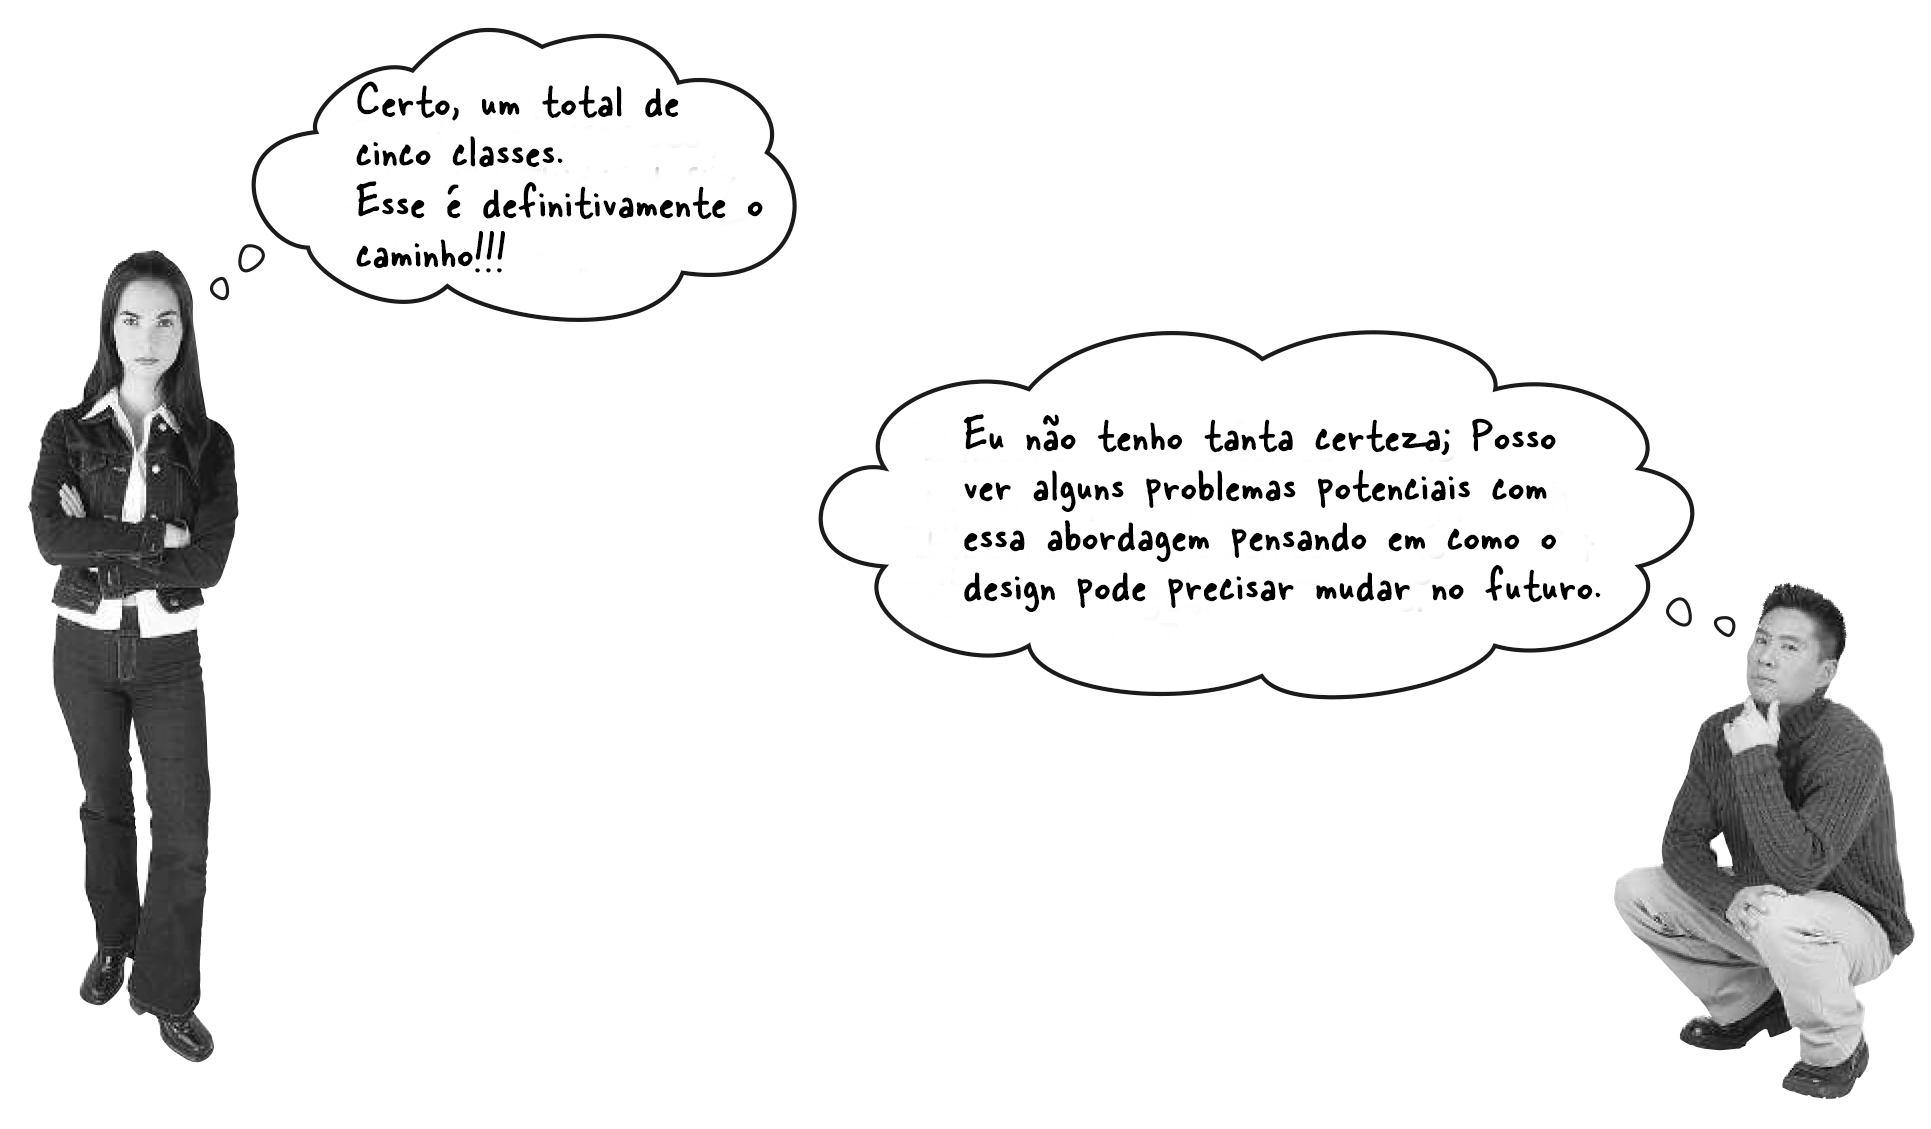 Certo, um total de
cinco classes.
Esse é definitivamente o
caminho!!!
Eu não tenho tanta certeza; Posso
ver alguns problemas potenciais com
essa abordagem pensando em como o
design pode precisar mudar no futuro.